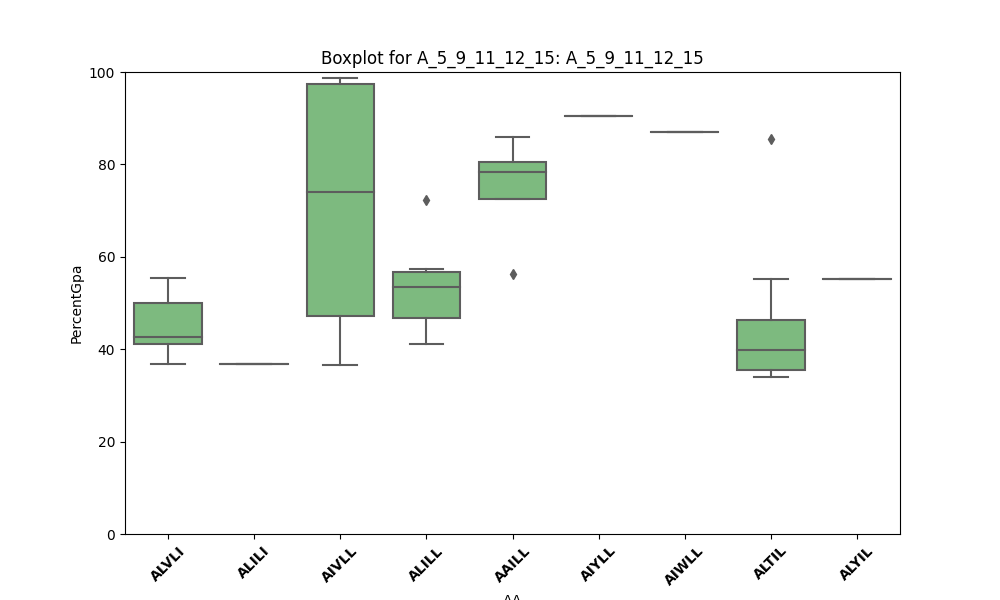 Boxplot for A_5_9_11_12_15: A_5_9_11_12_15
100
80
60
40
20
0
PercentGpa
ALVLI ALILI AIVLL ALILL AAILL AIYLL AIWLL ALTIL ALYIL
AA